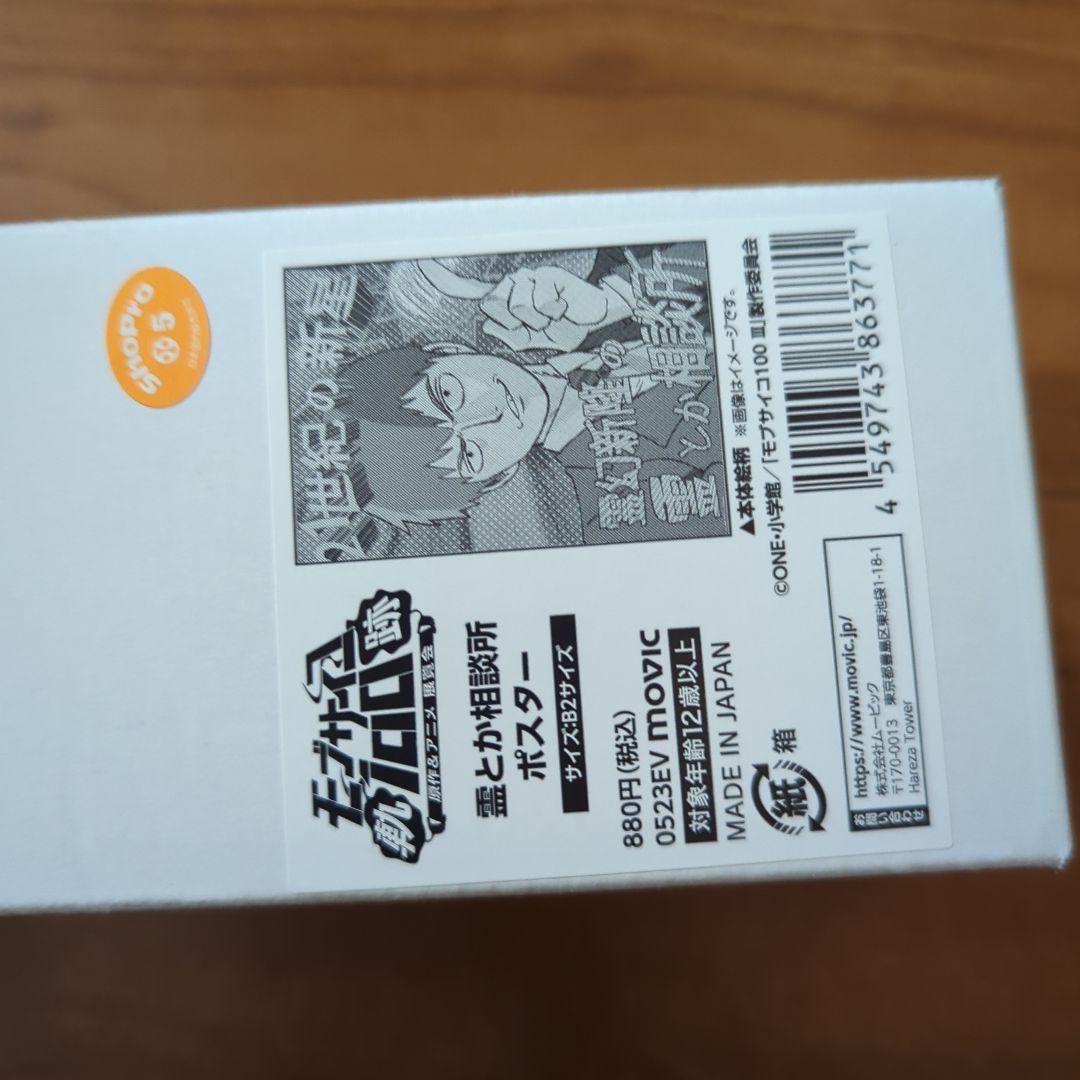 ShoPro
小 5
モブサイコ100
軌跡
原作&アニメ 展覧会
霊とか相談所
ポスター
サイズ:B2サイズ
880円(税込)
0523EV movic
対象年齢12歳以上
MADE IN JAPAN
紙 箱
21世紀の新星
霊幻新隆の
霊とか相談所
▲本体絵柄 ※画像はイメージです。
©ONE・小学館／「モブサイコ100 Ⅲ」製作委員会
4 549743 863771
お問い合わせ
https://www.movic.jp/
株式会社ムービック
〒170-0013 東京都豊島区東池袋1-18-1
Hareza Tower